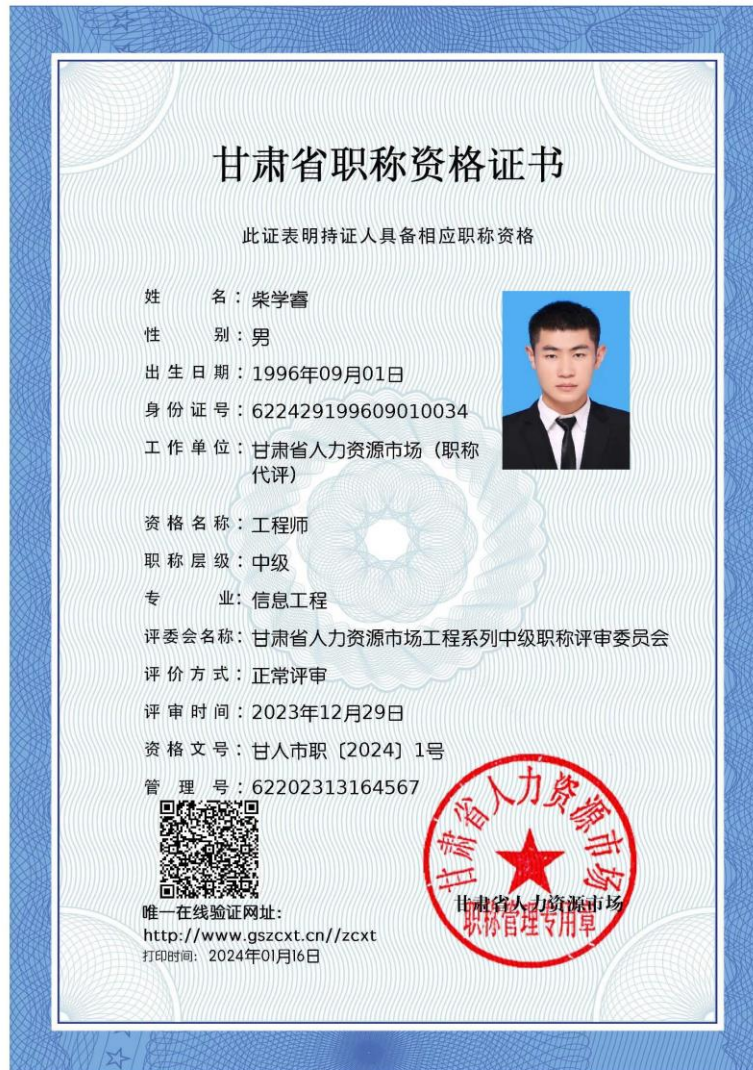 甘肃省职称资格证书
此证表明持证人具备相应职称资格
姓名：柴学睿
性别：男
出生日期：1996年09月01日
身份证号：622429199609010034
工作单位：甘肃省人力资源市场（职称
代评）
资格名称：工程师
职称层级：中级
专业：信息工程
评委会名称：甘肃省人力资源市场工程系列中级职称评审委员会
评价方式：正常评审
评审时间：2023年12月29日
资格文号：甘人市职〔2024〕1号
管理号：62202313164567
甘肃省人力资源市场
甘肃省人力资源市场
职称管理专用章
唯一在线验证网址：
http://www.gszcxt.cn//zcxt
打印时间：2024年01月16日